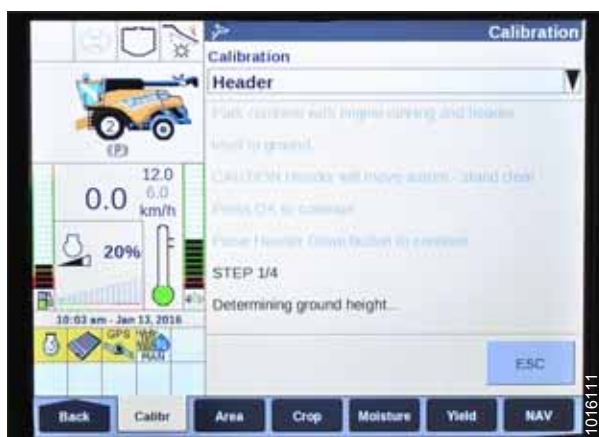 Calibration
Calibration
Header
Park combine with engine running and header
level to ground.
CAUTION Header will move autom.- stand clear
Press OK to continue
Press Header Down button to continue
STEP 1/4
Determining ground height...
ESC
2
(P)
12.0
0.0
6.0
km/h
20%
10:03 am - Jan 13, 2016
GPS
MAN
Back
Calibr
Area
Crop
Moisture
Yield
NAV
1016111